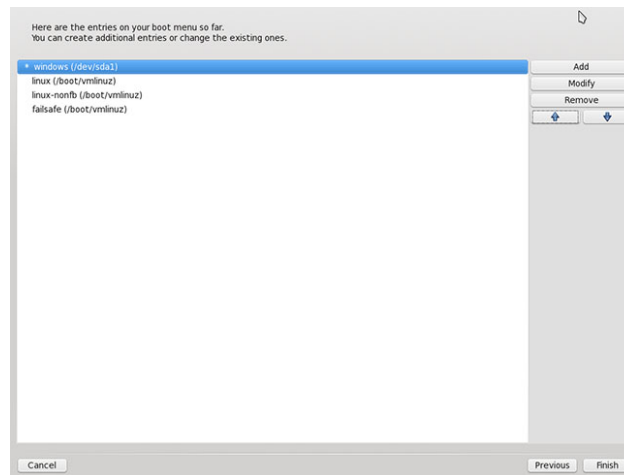 Here are the entries on your boot menu so far.
You can create additional entries or change the existing ones.
* windows (/dev/sda1)
linux (/boot/vmlinuz)
linux-nonfb (/boot/vmlinuz)
failsafe (/boot/vmlinuz)
Add
Modify
Remove
Cancel
Previous
Finish